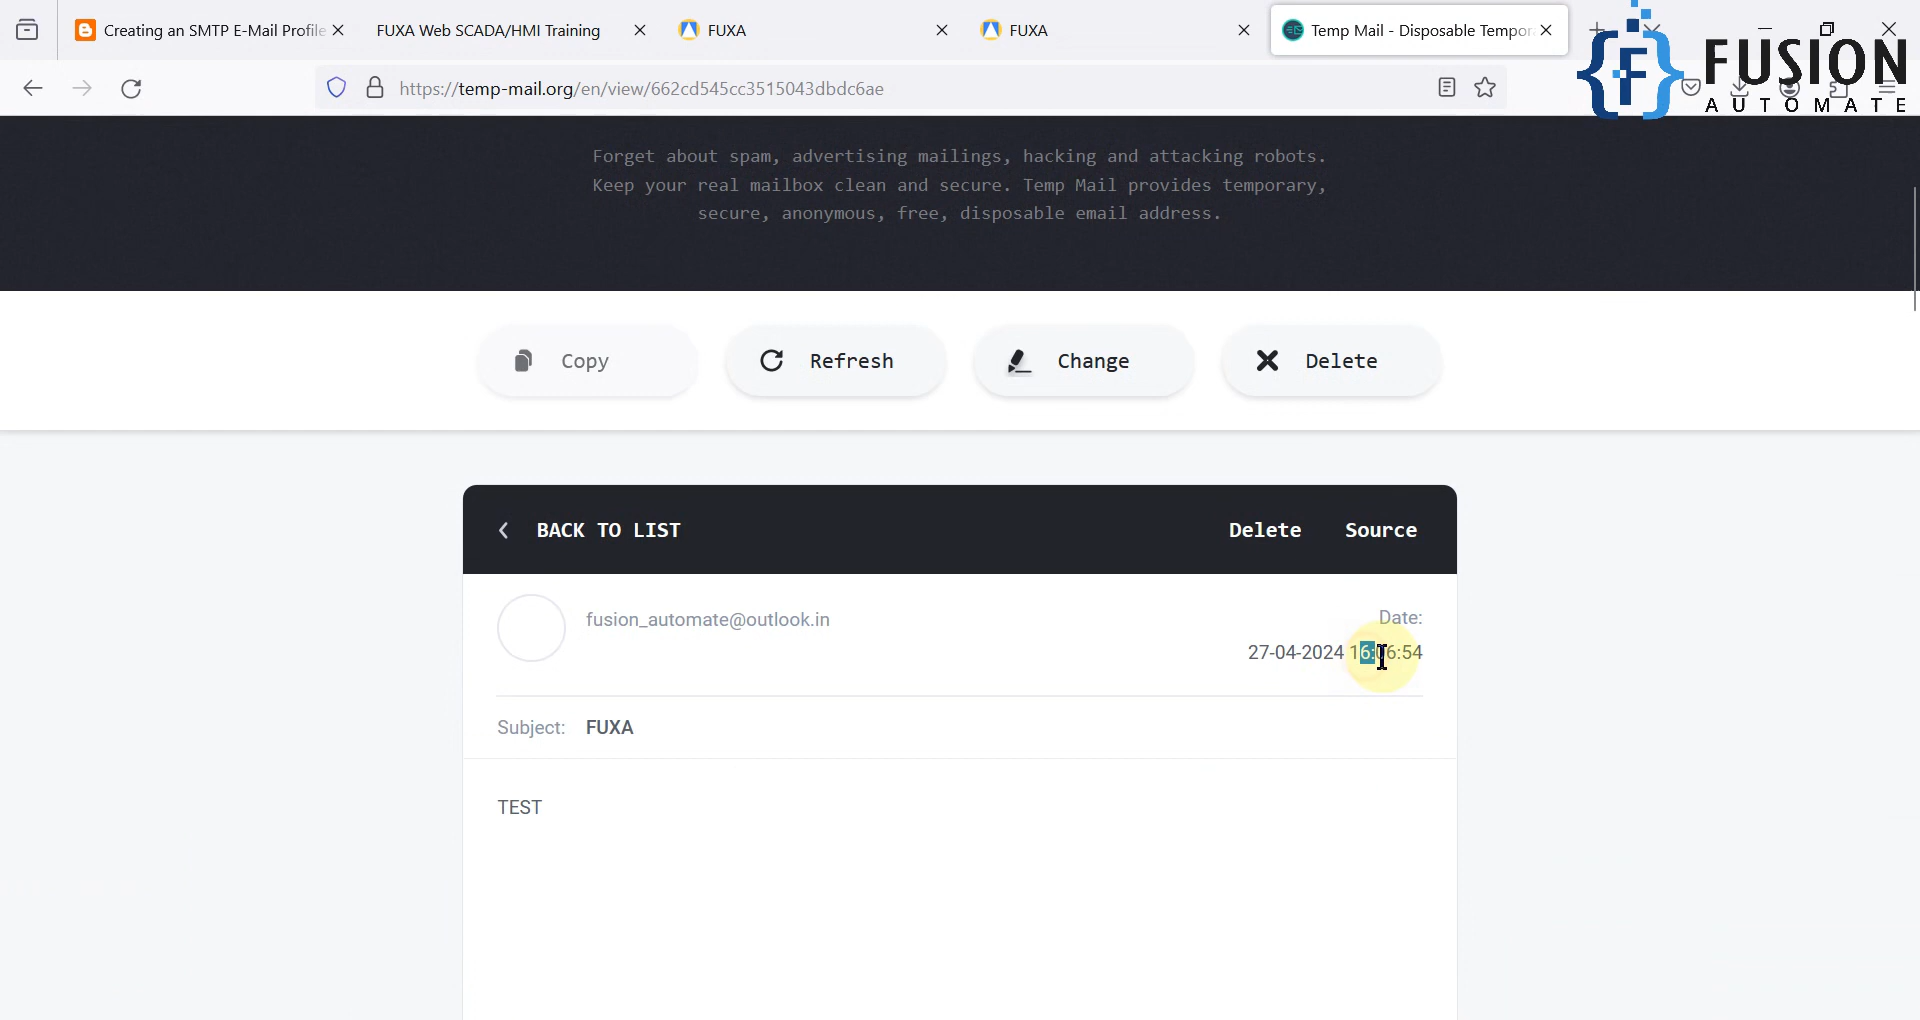 Creating an SMTP E-Mail Profile
FUXA Web SCADA/HMI Training
FUXA
FUXA
Temp Mail - Disposable Tempor
https://temp-mail.org/en/view/662cd545cc3515043dbdc6ae
FUSION
AUTOMATE
Forget about spam, advertising mailings, hacking and attacking robots.
Keep your real mailbox clean and secure. Temp Mail provides temporary,
secure, anonymous, free, disposable email address.
Copy
Refresh
Change
Delete
BACK TO LIST
Delete
Source
fusion_automate@outlook.in
Date:
27-04-2024 16:06:54
Subject: FUXA
TEST